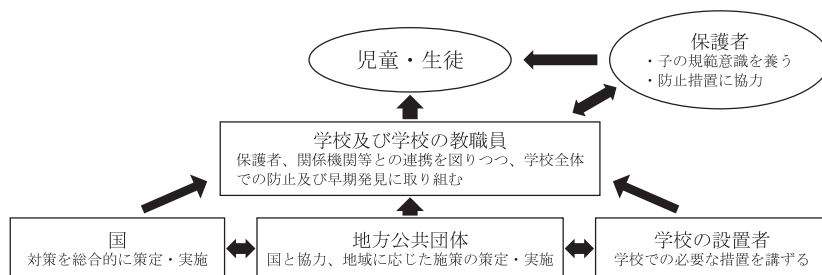 児童・生徒
保護者
・子の規範意識を養う
・防止措置に協力
学校及び学校の教職員
保護者、関係機関等との連携を図りつつ、学校全体
での防止及び早期発見に取り組む
国
対策を総合的に策定・実施
地方公共団体
国と協力、地域に応じた施策の策定・実施
学校の設置者
学校での必要な措置を講ずる